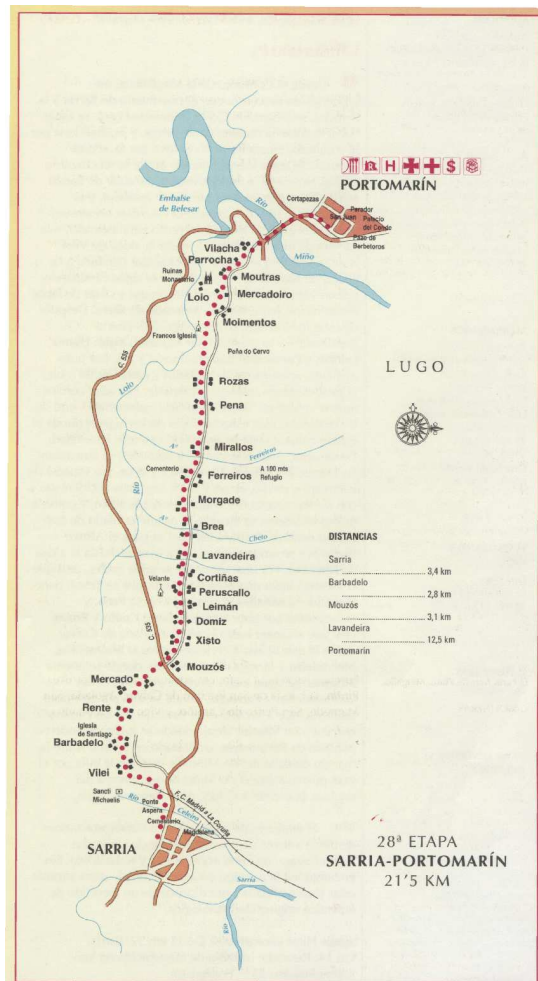 H
$
PORTOMARÍN
Cortapezas
San Juan
Parador
Palacio
del Conde
Pazo de
Berbetoros
Embalse
de Belesar
Río
Miño
Vilacha
Parrocha
Ruinas
Monasterio
Moutras
Loio
Mercadoiro
Moimentos
Francos Iglesia
Peña do Cervo
C. 535
LUGO
Loio
Rozas
Pena
Aº
Ferreiros
Mirallos
Cementerio
Ferreiros
A 100 mts
Refugio
Río
Morgade
Aº
Brea
Chelo
Lavandeira
DISTANCIAS
Sarria
3,4 km
Barbadelo
2,8 km
Mouzós
3,1 km
Lavandeira
12,5 km
Portomarín
Velante
Cortiñas
Peruscallo
Leimán
Domiz
C. 535
Xisto
Mouzós
Mercado
Rente
Iglesia
de Santiago
Barbadelo
Vilei
Sancti
Michaelis
Río
Ponte
Aspera
Celeiro
F. C. Madrid a La Coruña
Cementerio
Magdalena
SARRIA
Sarria
Río
28ª ETAPA
SARRIA-PORTOMARÍN
21'5 KM